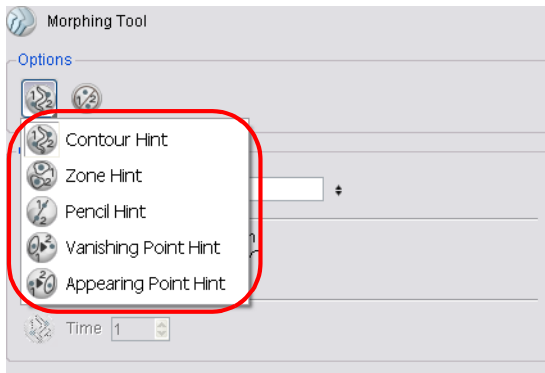 Morphing Tool
Options
Contour Hint
Zone Hint
Pencil Hint
Vanishing Point Hint
Appearing Point Hint
Time 1